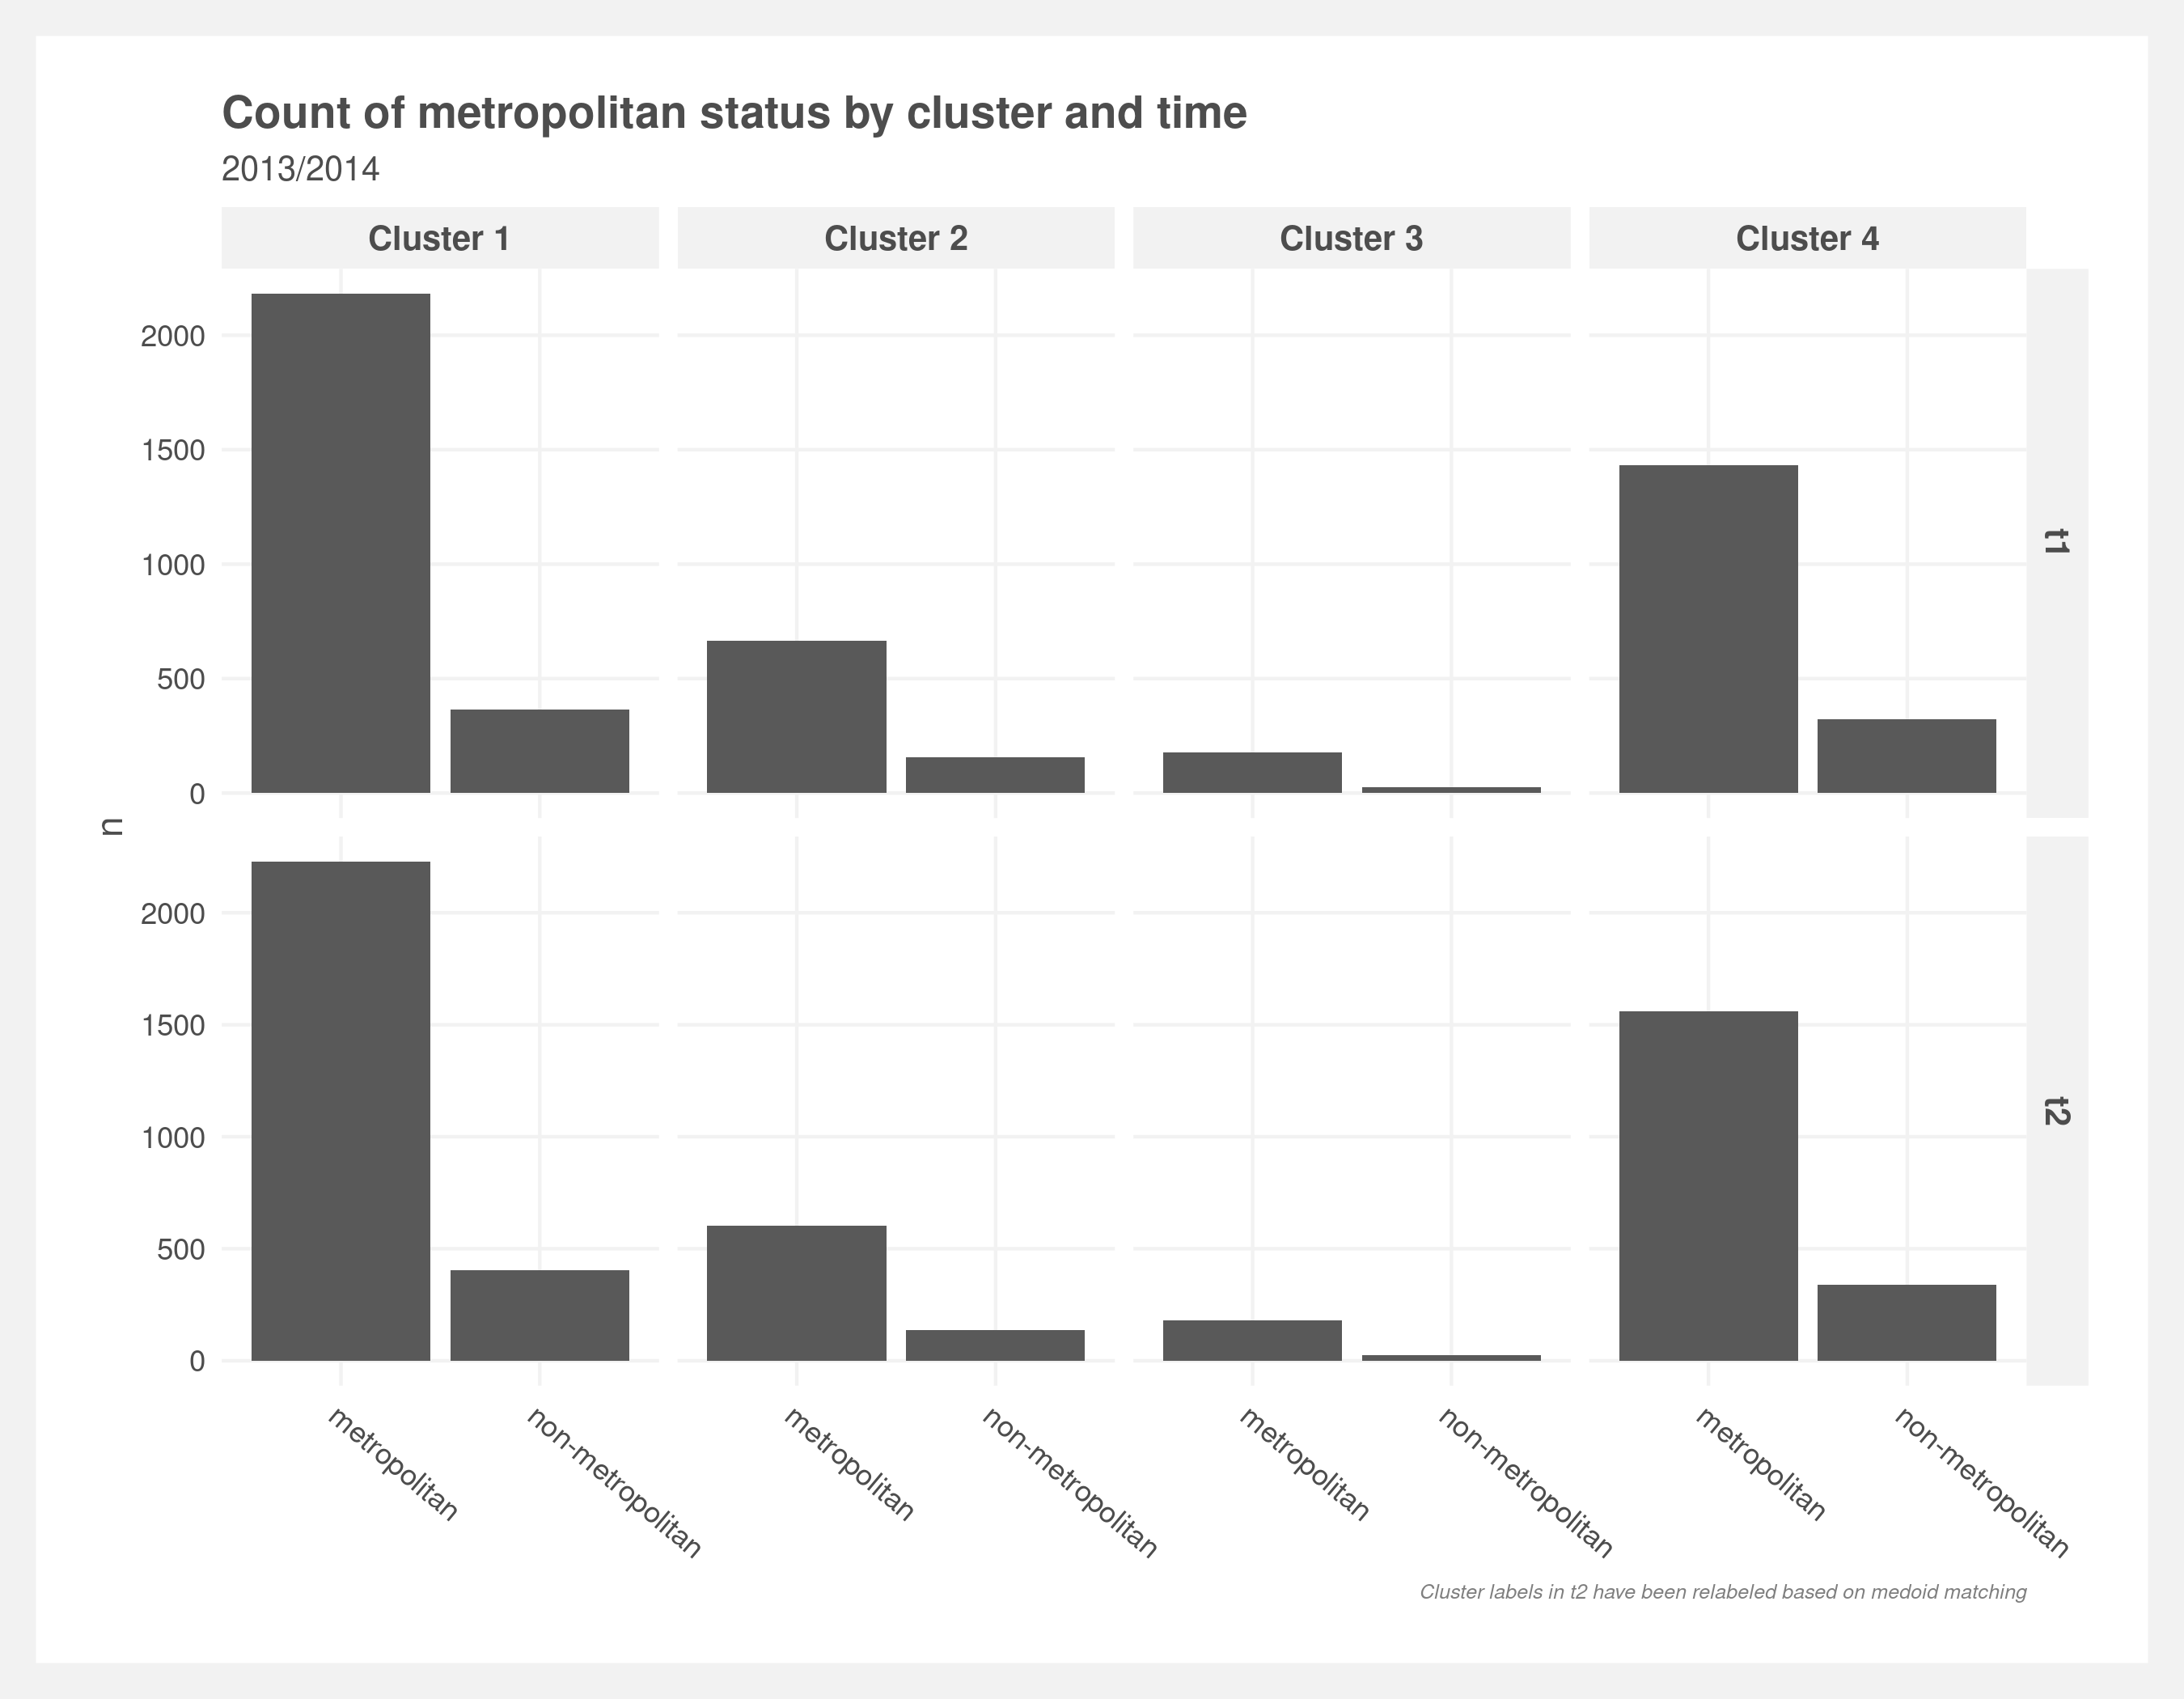 Count of metropolitan status by cluster and time
2013/2014
Cluster 1
Cluster 2
Cluster 3
Cluster 4
2000
1500
1000
500
0
t1
n
2000
1500
1000
500
0
t2
metropolitan
non-metropolitan
metropolitan
non-metropolitan
metropolitan
non-metropolitan
metropolitan
non-metropolitan
Cluster labels in t2 have been relabeled based on medoid matching